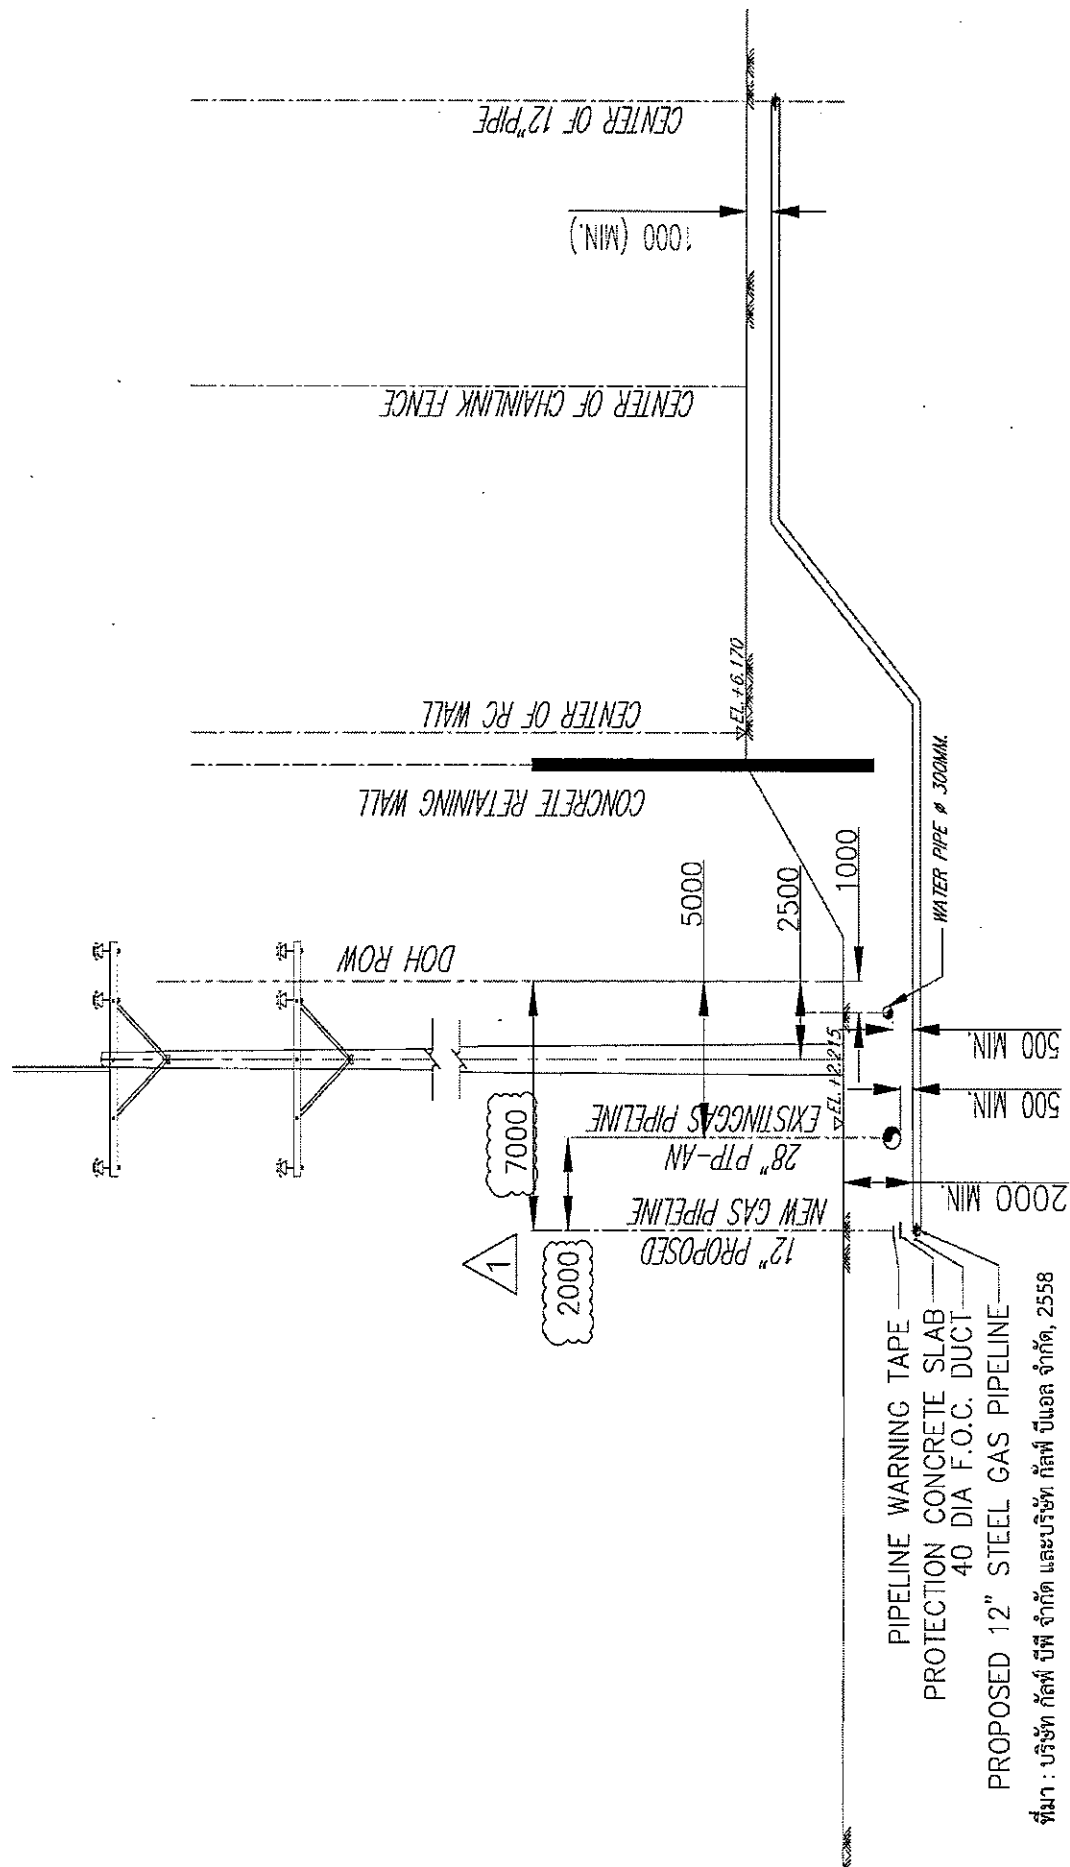 CENTER OF 12"PIPE
1000 (MIN.)
CENTER OF CHAINLINK FENCE
EL.+6.170
CENTER OF RC WALL
CONCRETE RETAINING WALL
DOH ROW
5000
2500
1000
WATER PIPE ø 300MM.
7000
2000
1
EL.+2.215
28" PTP-AN
EXISTINGGAS PIPELINE
12" PROPOSED
NEW GAS PIPELINE
500 MIN.
500 MIN.
2000 MIN.
PIPELINE WARNING TAPE
PROTECTION CONCRETE SLAB
40 DIA F.O.C. DUCT
PROPOSED 12" STEEL GAS PIPELINE
ที่มา : บริษัท กัลฟ์ บีพี จำกัด และบริษัท กัลฟ์ บีแอล จำกัด, 2558